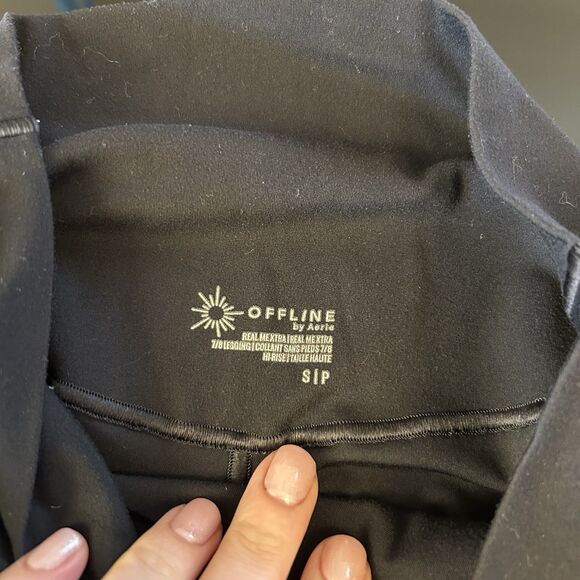 OFFLINE
by Aerie
REAL ME XTRA|REAL ME XTRA
7/8 LEGGING|COLLANT SANS PIEDS 7/8
HI-RISE|TAILLE HAUTE
S|P